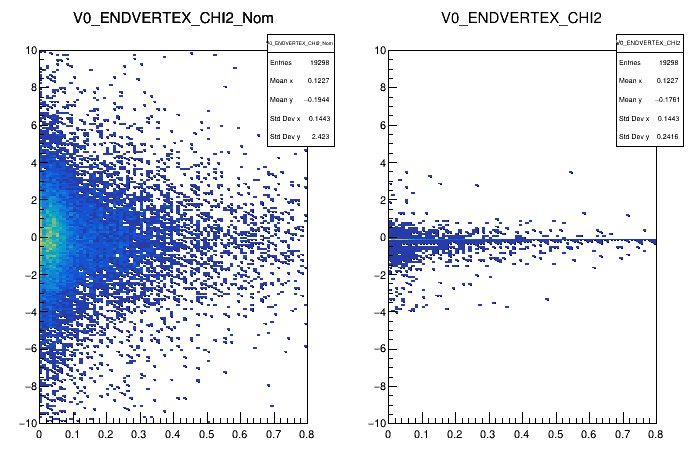 V0_ENDVERTEX_CHI2_Nom
V0_ENDVERTEX_CHI2_Nom
Entries 19298
Mean x 0.1227
Mean y −0.1944
Std Dev x 0.1443
Std Dev y 2.423
10
8
6
4
2
0
−2
−4
−6
−8
−10
0 0.1 0.2 0.3 0.4 0.5 0.6 0.7 0.8
V0_ENDVERTEX_CHI2
V0_ENDVERTEX_CHI2
Entries 19298
Mean x 0.1227
Mean y −0.1761
Std Dev x 0.1443
Std Dev y 0.2416
10
8
6
4
2
0
−2
−4
−6
−8
−10
0 0.1 0.2 0.3 0.4 0.5 0.6 0.7 0.8